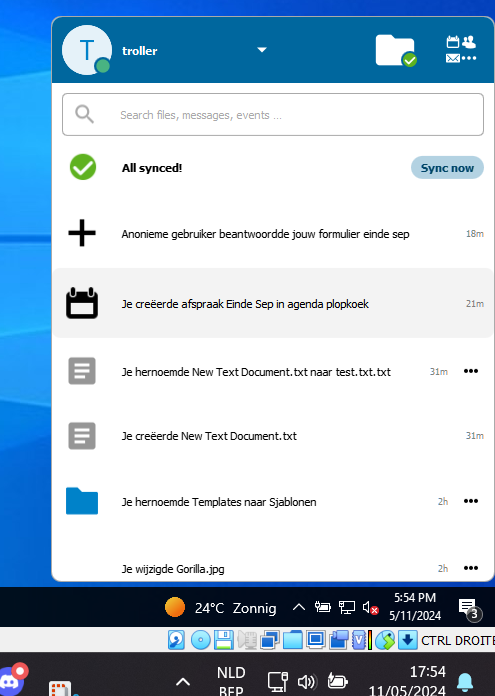 T
troller
Search files, messages, events ...
All synced!
Sync now
Anonieme gebruiker beantwoordde jouw formulier einde sep
18m
Je creëerde afspraak Einde Sep in agenda plopkoek
21m
Je hernoemde New Text Document.txt naar test.txt.txt
31m
Je creëerde New Text Document.txt
31m
Je hernoemde Templates naar Sjablonen
2h
Je wijzigde Gorilla.jpg
2h
24°C Zonnig
5:54 PM
5/11/2024
3
CTRL DROITE
NLD
BEP
17:54
11/05/2024